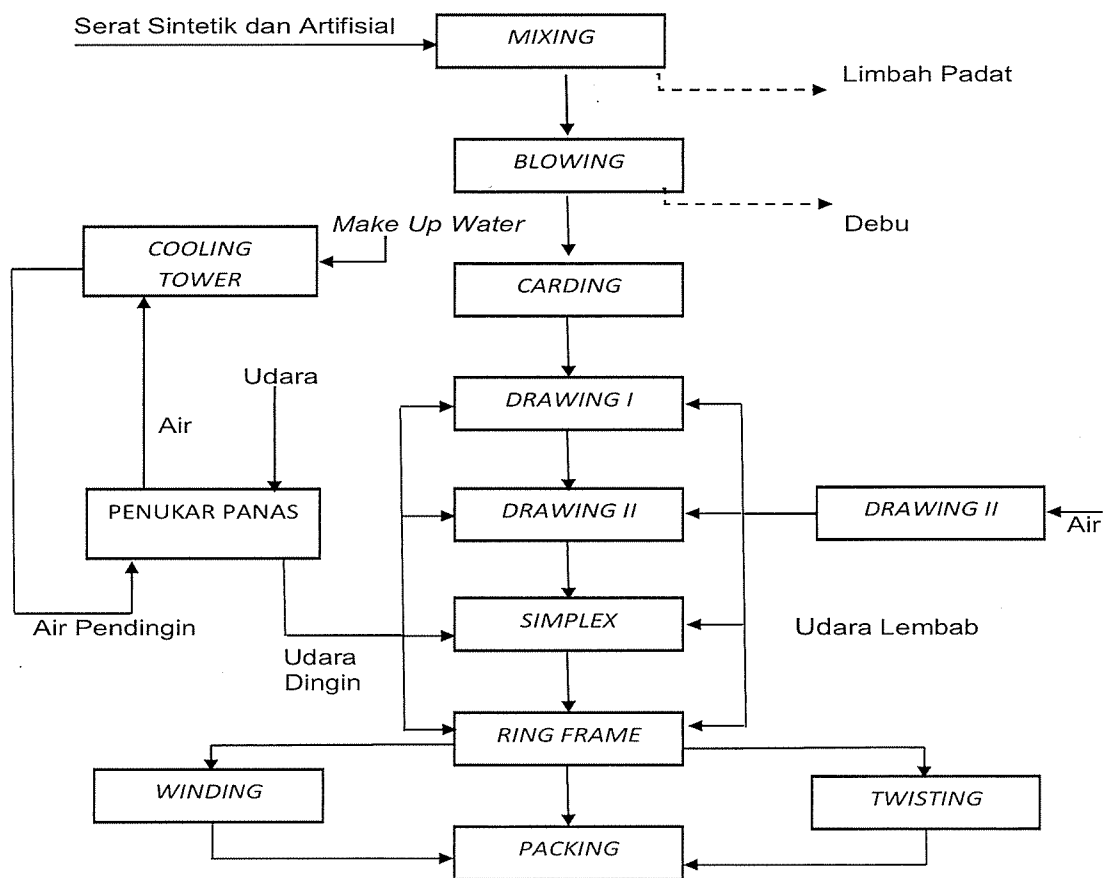 Serat Sintetik dan Artifisial
MIXING
Limbah Padat
BLOWING
Debu
Make Up Water
COOLING
TOWER
CARDING
Udara
DRAWING I
Air
PENUKAR PANAS
DRAWING II
DRAWING II
Air
Air Pendingin
SIMPLEX
Udara Lembab
Udara
Dingin
RING FRAME
WINDING
TWISTING
PACKING